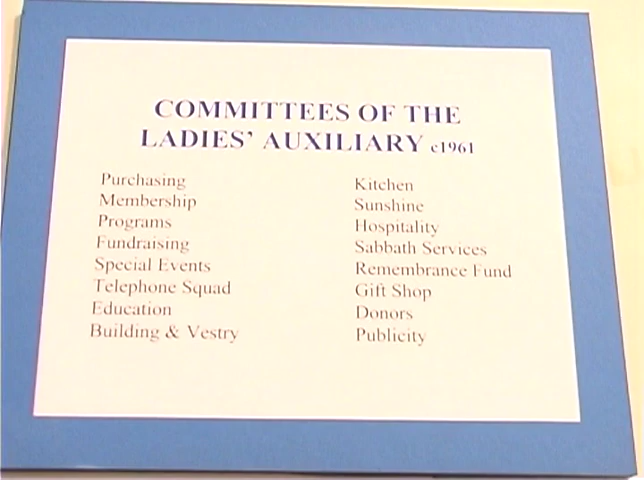 COMMITTEES OF THE
LADIES' AUXILIARY c1961
Purchasing
Membership
Programs
Fundraising
Special Events
Telephone Squad
Education
Building & Vestry
Kitchen
Sunshine
Hospitality
Sabbath Services
Remembrance Fund
Gift Shop
Donors
Publicity